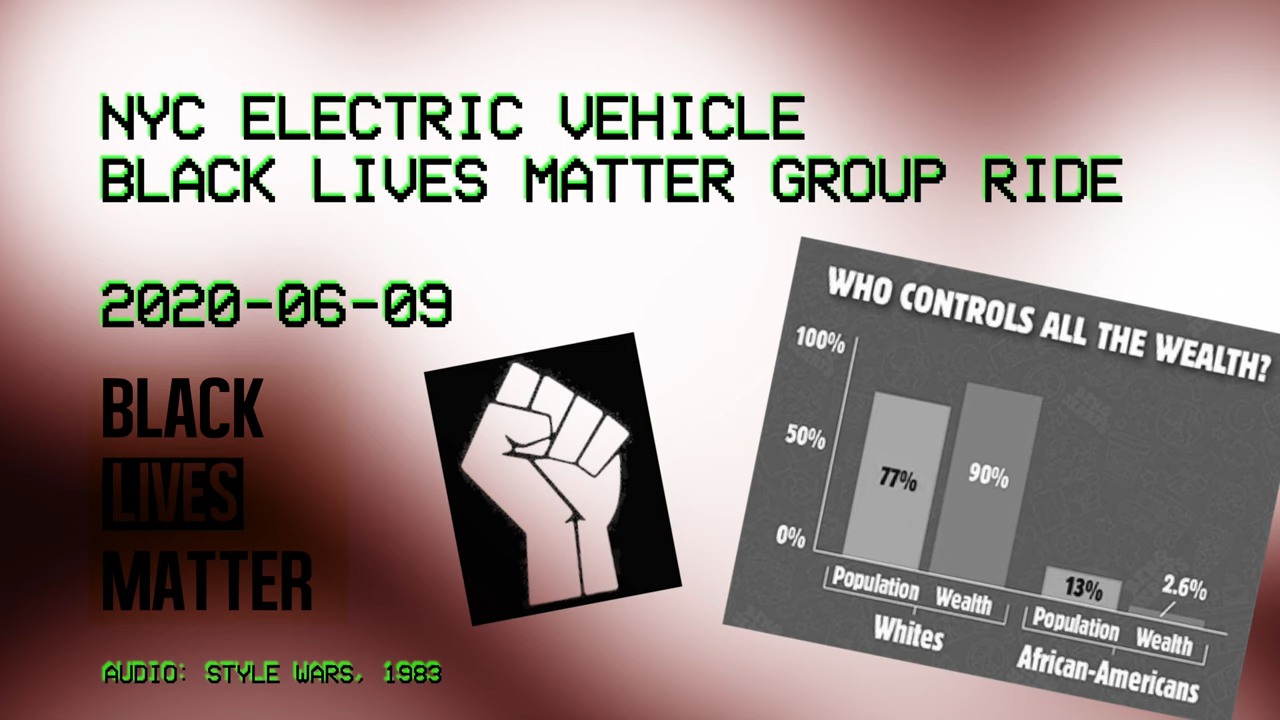 NYC ELECTRIC VEHICLE
BLACK LIVES MATTER GROUP RIDE
2020-06-09
BLACK
LIVES
MATTER
AUDIO: STYLE WARS, 1983
WHO CONTROLS ALL THE WEALTH?
100%
50%
0%
77%
90%
13%
2.6%
Population Wealth
Whites
Population Wealth
African-Americans